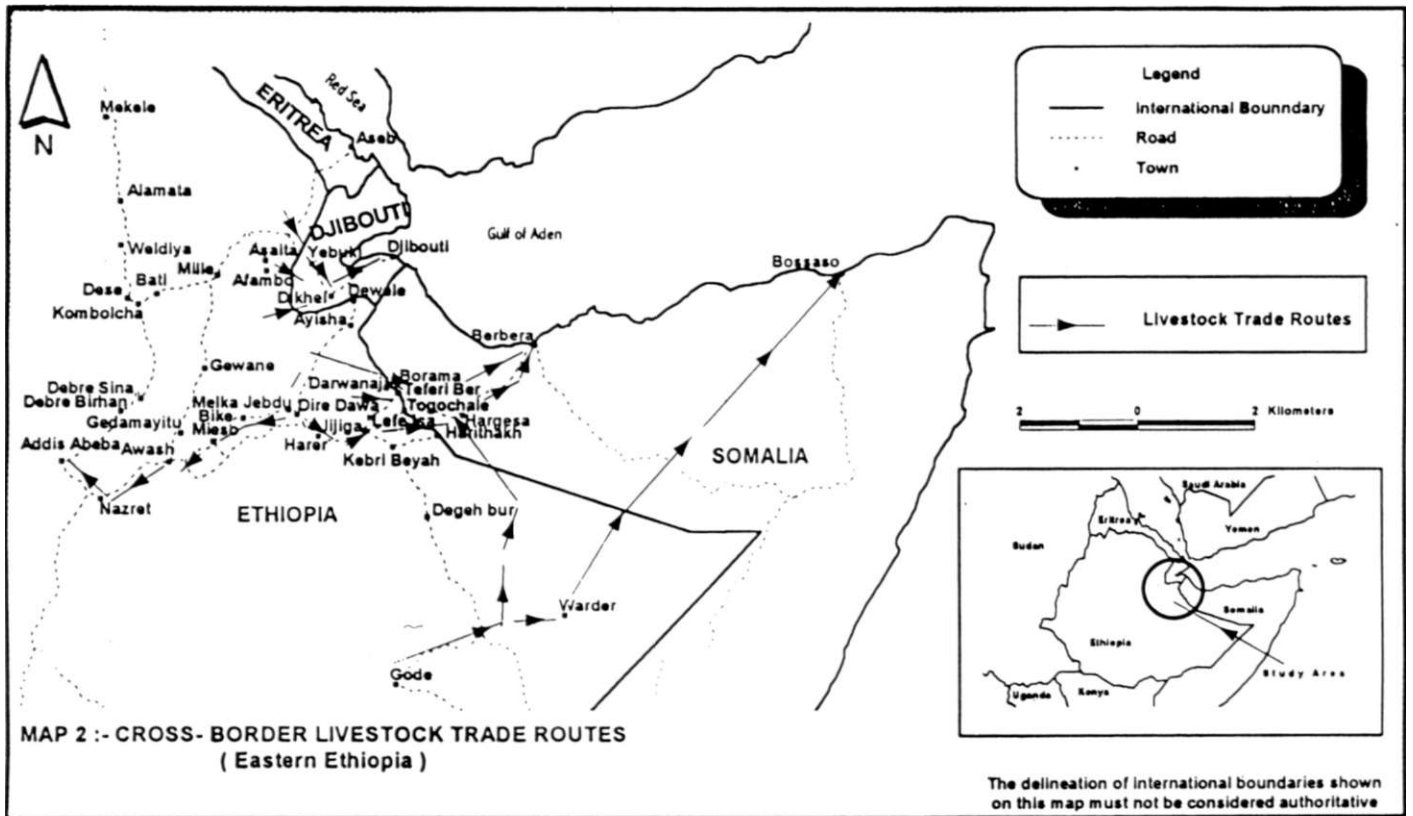 Legend
International Bounndary
Road
Town
Livestock Trade Routes
2 0 2 Kilometers
N
Red Sea
ERITREA
Aseb
Mekele
Alamata
Weldiya
DJIBOUTI
Gulf of Aden
Asaita
Yebuki
Djibouti
Mille
Afambo
Bati
Dese
Kombolcha
Dikhel
Dewele
Ayisha
Bossaso
Berbera
Gewane
Borama
Darwanaje
Teferi Ber
Debre Sina
Debre Birhan
Melka Jebdu
Dire Dawa
Togochale
Gedamayitu
Bike
Mieso
Jijiga
Lefe Isa
Hargesa
Harithakh
Addis Abeba
Awash
Harer
Kebri Beyah
SOMALIA
Nazret
ETHIOPIA
Degeh bur
Warder
Gode
Saudi Arabia
Eritrea
Yemen
Sudan
Somalia
Ethiopia
Study Area
Uganda
Kenya
MAP 2 :- CROSS- BORDER LIVESTOCK TRADE ROUTES
( Eastern Ethiopia )
The delineation of international boundaries shown
on this map must not be considered authoritative